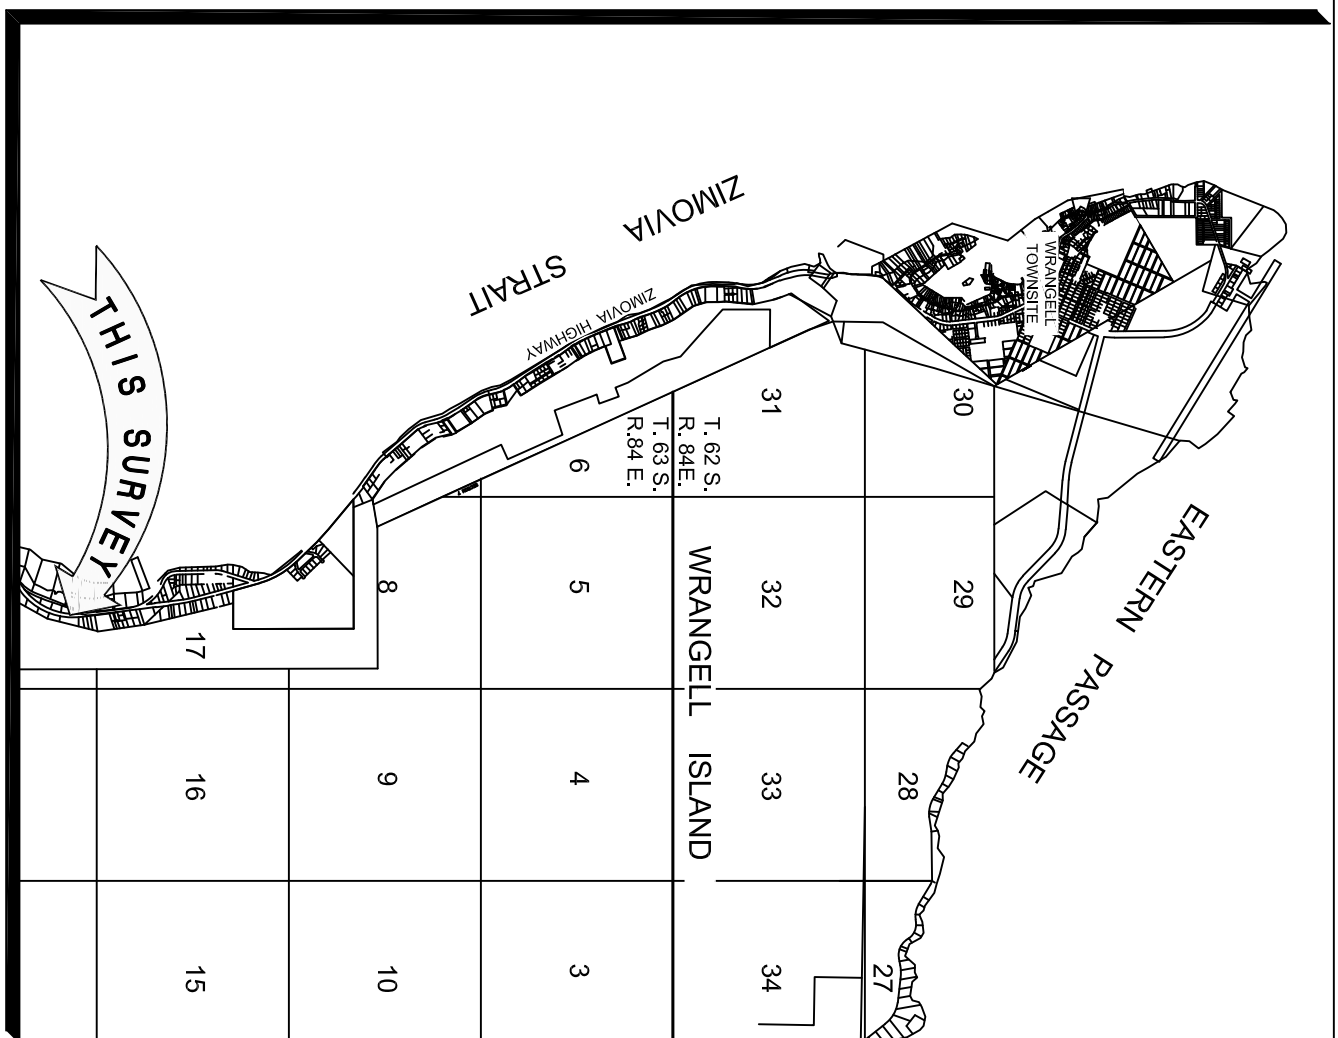 ZIMOVIA STRAIT
ZIMOVIA HIGHWAY
WRANGELL
TOWNSITE
EASTERN PASSAGE
THIS SURVEY
30
29
28
27
31
32
33
34
T. 62 S.
R. 84E.
T. 63 S.
R.84 E.
WRANGELL ISLAND
6
5
4
3
8
9
10
17
16
15